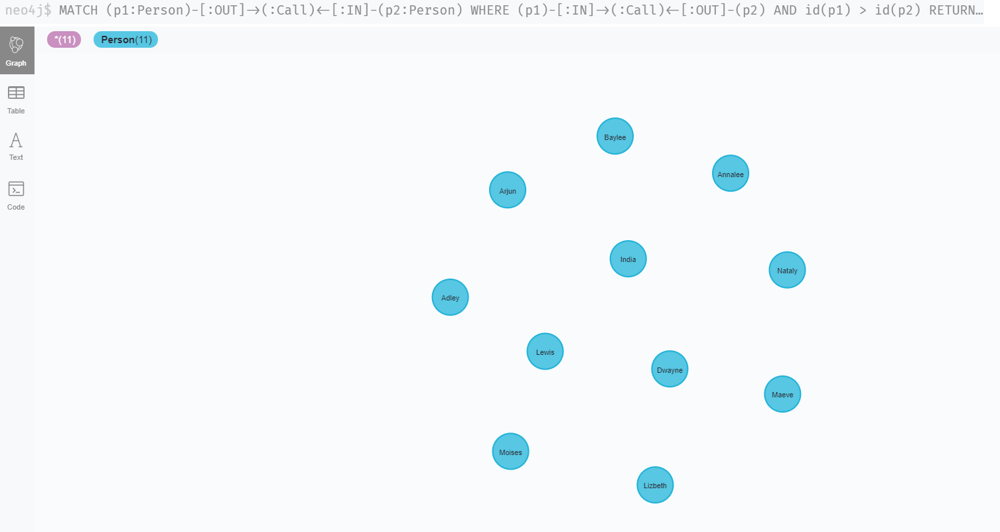 neo4j$ MATCH (p1:Person)-[:OUT]→(:Call)←[:IN]-(p2:Person) WHERE (p1)-[:IN]→(:Call)←[:OUT]-(p2) AND id(p1) > id(p2) RETURN…
*(11) Person(11)
Graph
Table
Text
Code
Baylee
Annalee
Arjun
India
Nataly
Adley
Lewis
Dwayne
Maeve
Moises
Lizbeth